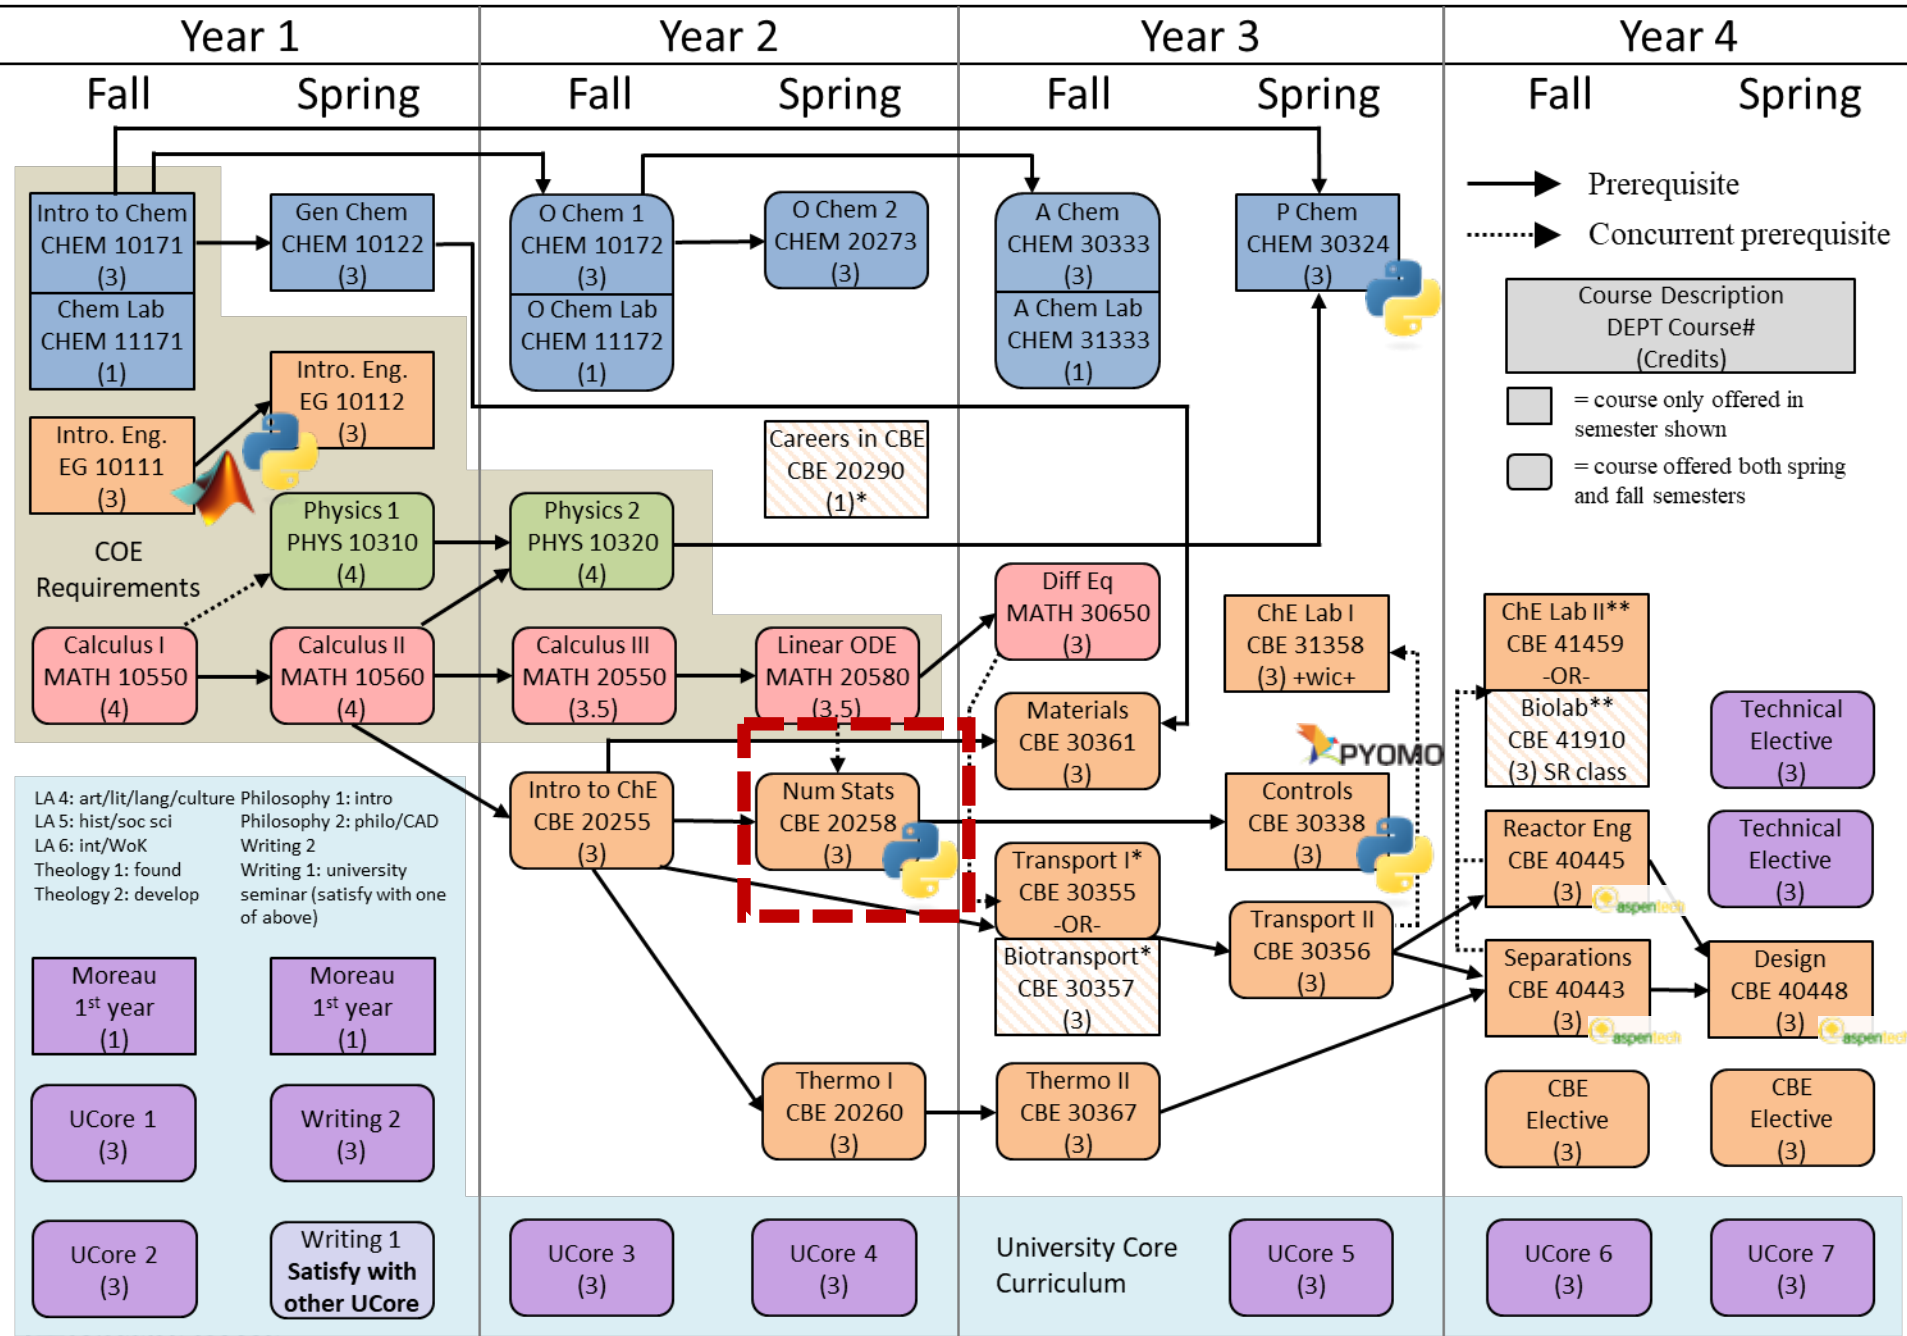 Year 1
Year 2
Year 3
Year 4
Fall
Spring
Fall
Spring
Fall
Spring
Fall
Spring
Intro to Chem
CHEM 10171
(3)
Chem Lab
CHEM 11171
(1)
Gen Chem
CHEM 10122
(3)
O Chem 1
CHEM 10172
(3)
O Chem Lab
CHEM 11172
(1)
O Chem 2
CHEM 20273
(3)
A Chem
CHEM 30333
(3)
A Chem Lab
CHEM 31333
(1)
P Chem
CHEM 30324
(3)
Prerequisite
Concurrent prerequisite
Course Description
DEPT Course#
(Credits)
= course only offered in
semester shown
= course offered both spring
and fall semesters
Intro. Eng.
EG 10111
(3)
Intro. Eng.
EG 10112
(3)
Careers in CBE
CBE 20290
(1)*
COE
Requirements
Physics 1
PHYS 10310
(4)
Physics 2
PHYS 10320
(4)
Calculus I
MATH 10550
(4)
Calculus II
MATH 10560
(4)
Calculus III
MATH 20550
(3.5)
Linear ODE
MATH 20580
(3.5)
Diff Eq
MATH 30650
(3)
ChE Lab I
CBE 31358
(3) +wic+
ChE Lab II**
CBE 41459
-OR-
Biolab**
CBE 41910
(3) SR class
Technical
Elective
(3)
Materials
CBE 30361
(3)
PYOMO
LA 4: art/lit/lang/culture
LA 5: hist/soc sci
LA 6: int/WoK
Theology 1: found
Theology 2: develop
Philosophy 1: intro
Philosophy 2: philo/CAD
Writing 2
Writing 1: university
seminar (satisfy with one
of above)
Intro to ChE
CBE 20255
(3)
Num Stats
CBE 20258
(3)
Controls
CBE 30338
(3)
Reactor Eng
CBE 40445
(3)
aspentech
Technical
Elective
(3)
Transport I*
CBE 30355
-OR-
Biotransport*
CBE 30357
(3)
Transport II
CBE 30356
(3)
Separations
CBE 40443
(3)
aspentech
Design
CBE 40448
(3)
aspentech
Moreau
1st year
(1)
Moreau
1st year
(1)
Thermo I
CBE 20260
(3)
Thermo II
CBE 30367
(3)
CBE
Elective
(3)
CBE
Elective
(3)
UCore 1
(3)
Writing 2
(3)
UCore 2
(3)
Writing 1
Satisfy with
other UCore
UCore 3
(3)
UCore 4
(3)
University Core
Curriculum
UCore 5
(3)
UCore 6
(3)
UCore 7
(3)